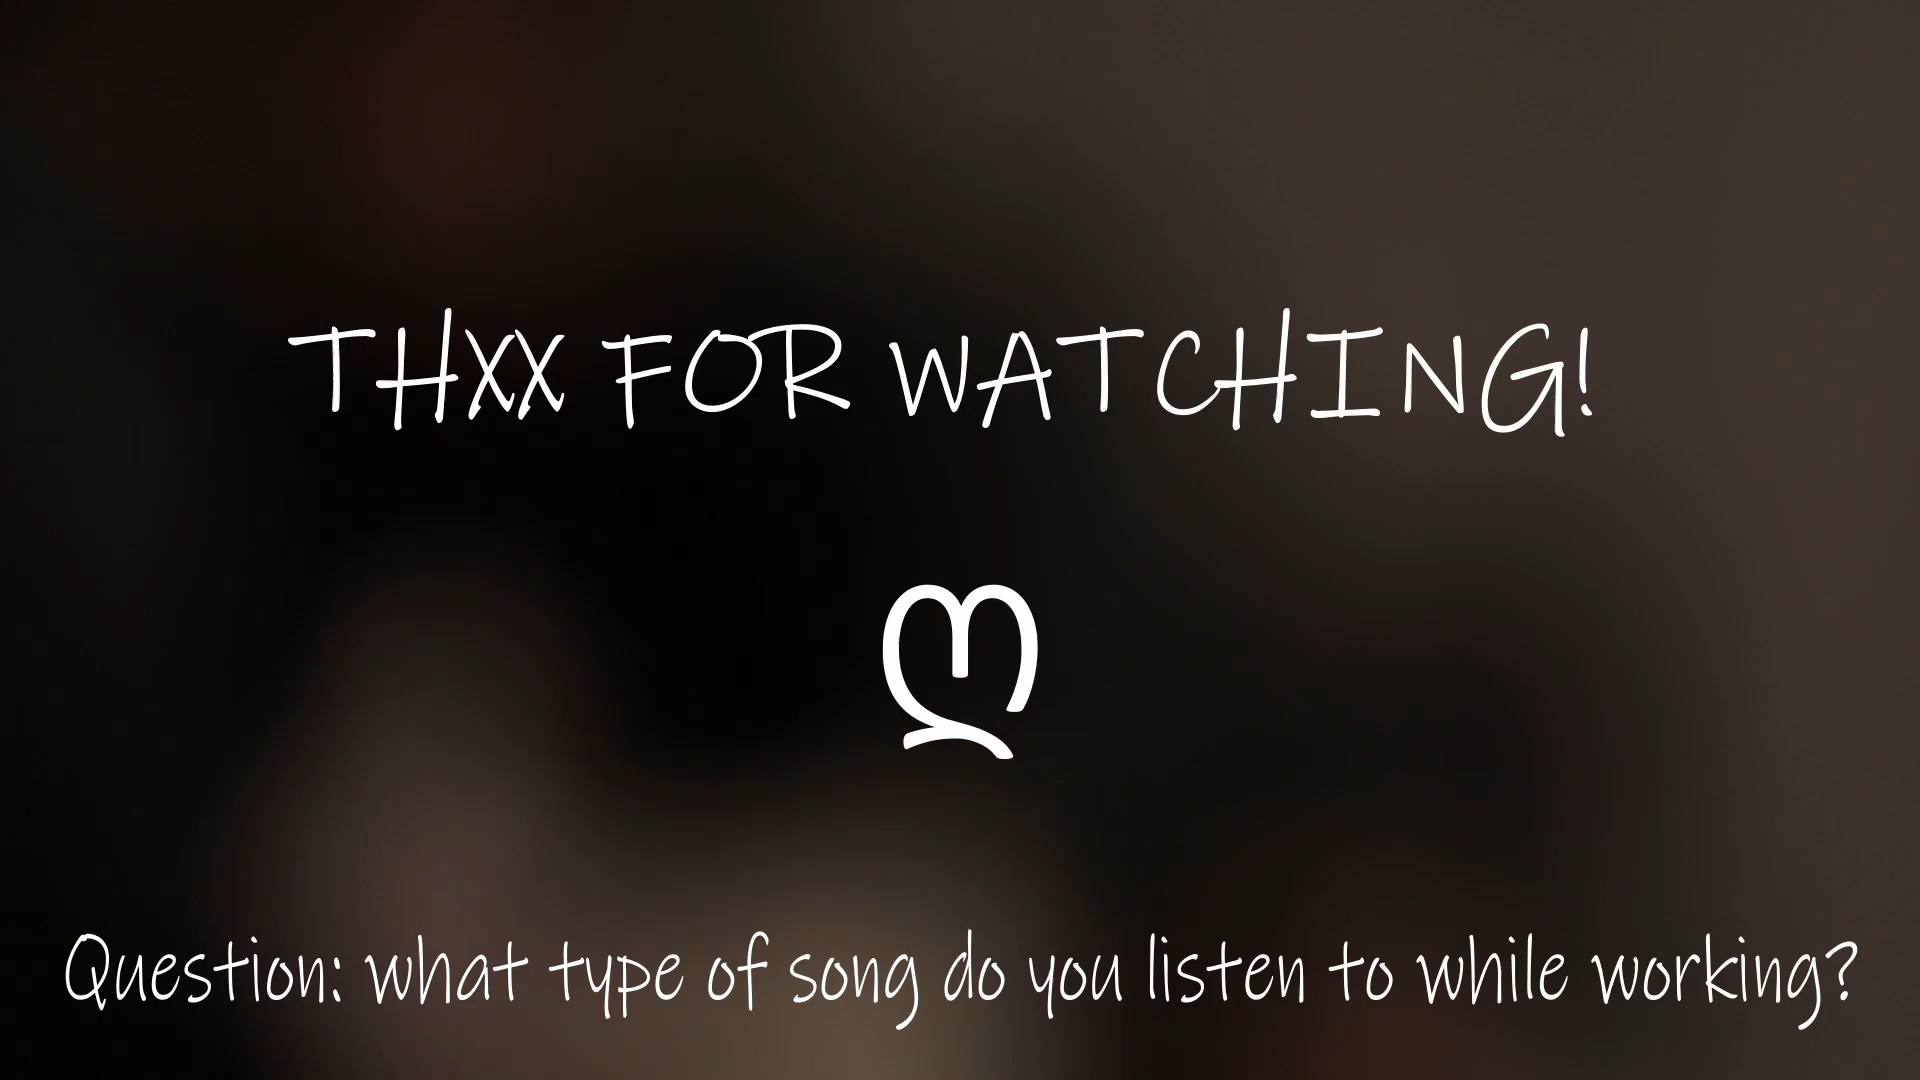 THXX FOR WATCHING!
ღ
Question: what type of song do you listen to while working?